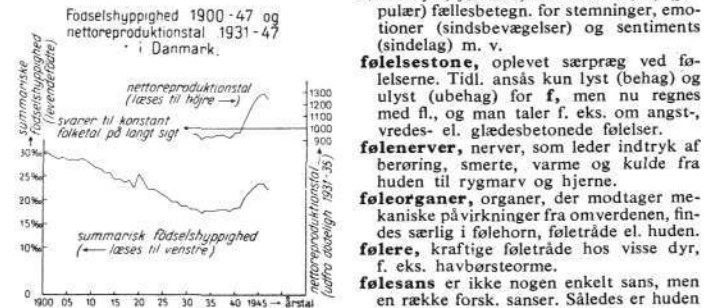 Fødselshyppighed 1900-47 og
nettoreproduktionstal 1931-47
i Danmark.
summariske
fødselshyppighed
(levendefødte)
nettoreproduktionstal
(læses til højre →)
svarer til konstant
folketal på langt sigt
1300
1200
1100
1000
900
30‰
25‰
20‰
15‰
10‰
0
summarisk fødselshyppighed
(← læses til venstre)
nettoreproduktionstal
(udfra dødeligh 1931-35)
1900 05 10 15 20 25 30 35 40 1945 → årstal
pulær) fællesbetegn. for stemninger, emo-
tioner (sindsbevægelser) og sentiments
(sindelag) m. v.
følelsestone, oplevet særpræg ved fø-
lelserne. Tidl. ansås kun lyst (behag) og
ulyst (ubehag) for f, men nu regnes
med fl., og man taler f. eks. om angst-,
vredes- el. glædesbetonede følelser.
følenerver, nerver, som leder indtryk af
berøring, smerte, varme og kulde fra
huden til rygmarv og hjerne.
føleorganer, organer, der modtager me-
kaniske påvirkninger fra omverdenen, fin-
des særlig i følehorn, føletråde el. huden.
følere, kraftige føletråde hos visse dyr,
f. eks. havbørsteorme.
følesans er ikke nogen enkelt sans, men
en række forsk. sanser. Således er huden